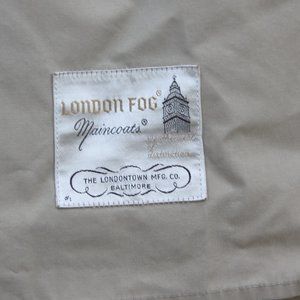 LONDON FOG®
Maincoats®
THE LONDONTOWN MFG. CO.
BALTIMORE